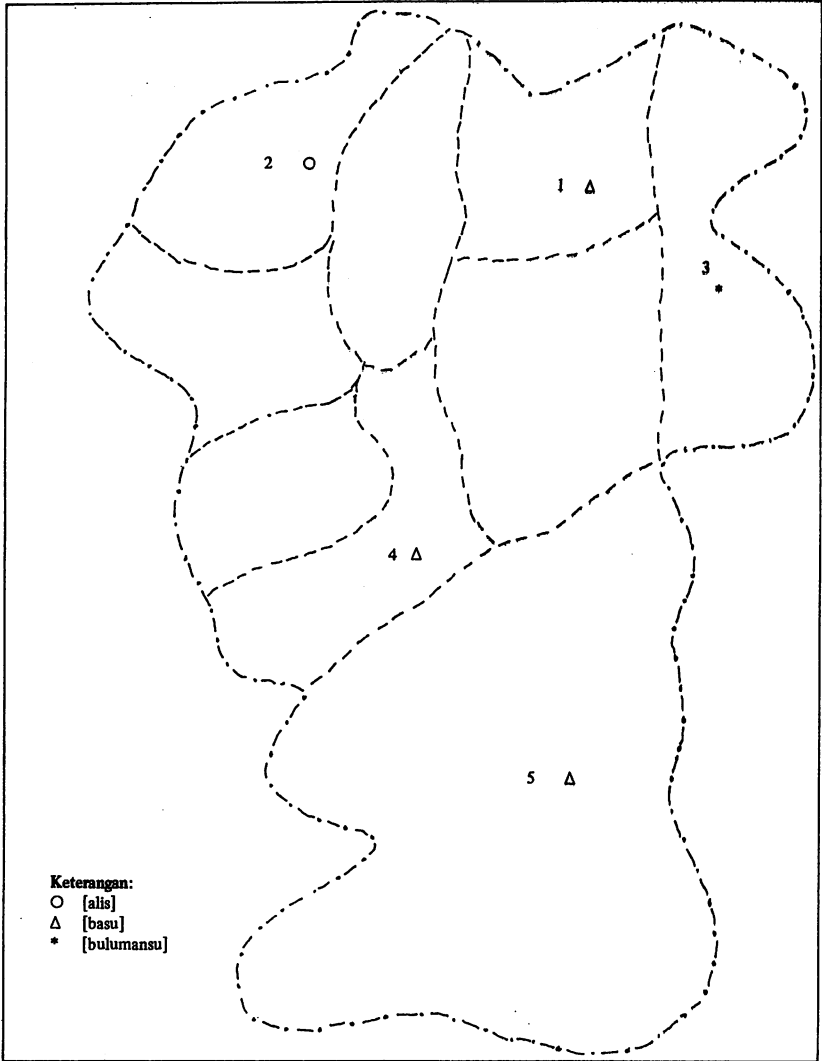 2 ○
1 △
3
*
4 △
5 △
Keterangan:
○ [alis]
△ [basu]
* [bulumansu]